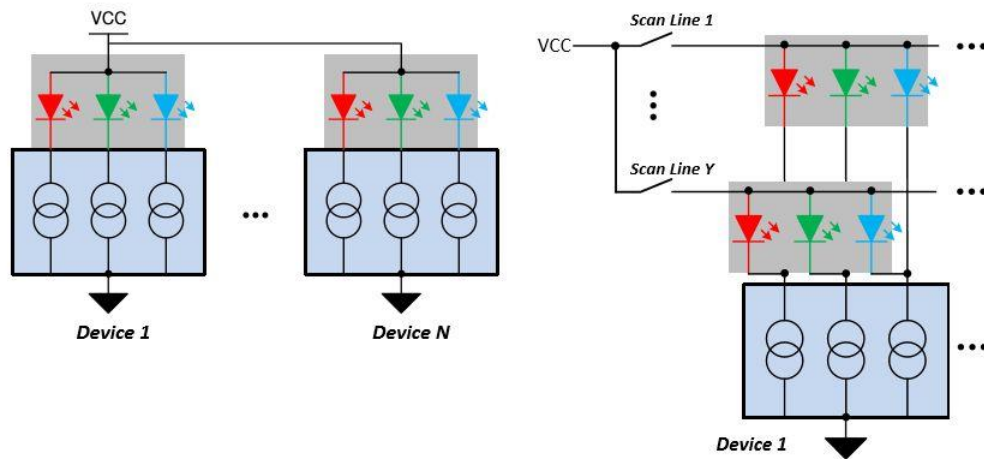 VCC
Device 1
Device N
Scan Line 1
VCC
Scan Line Y
Device 1